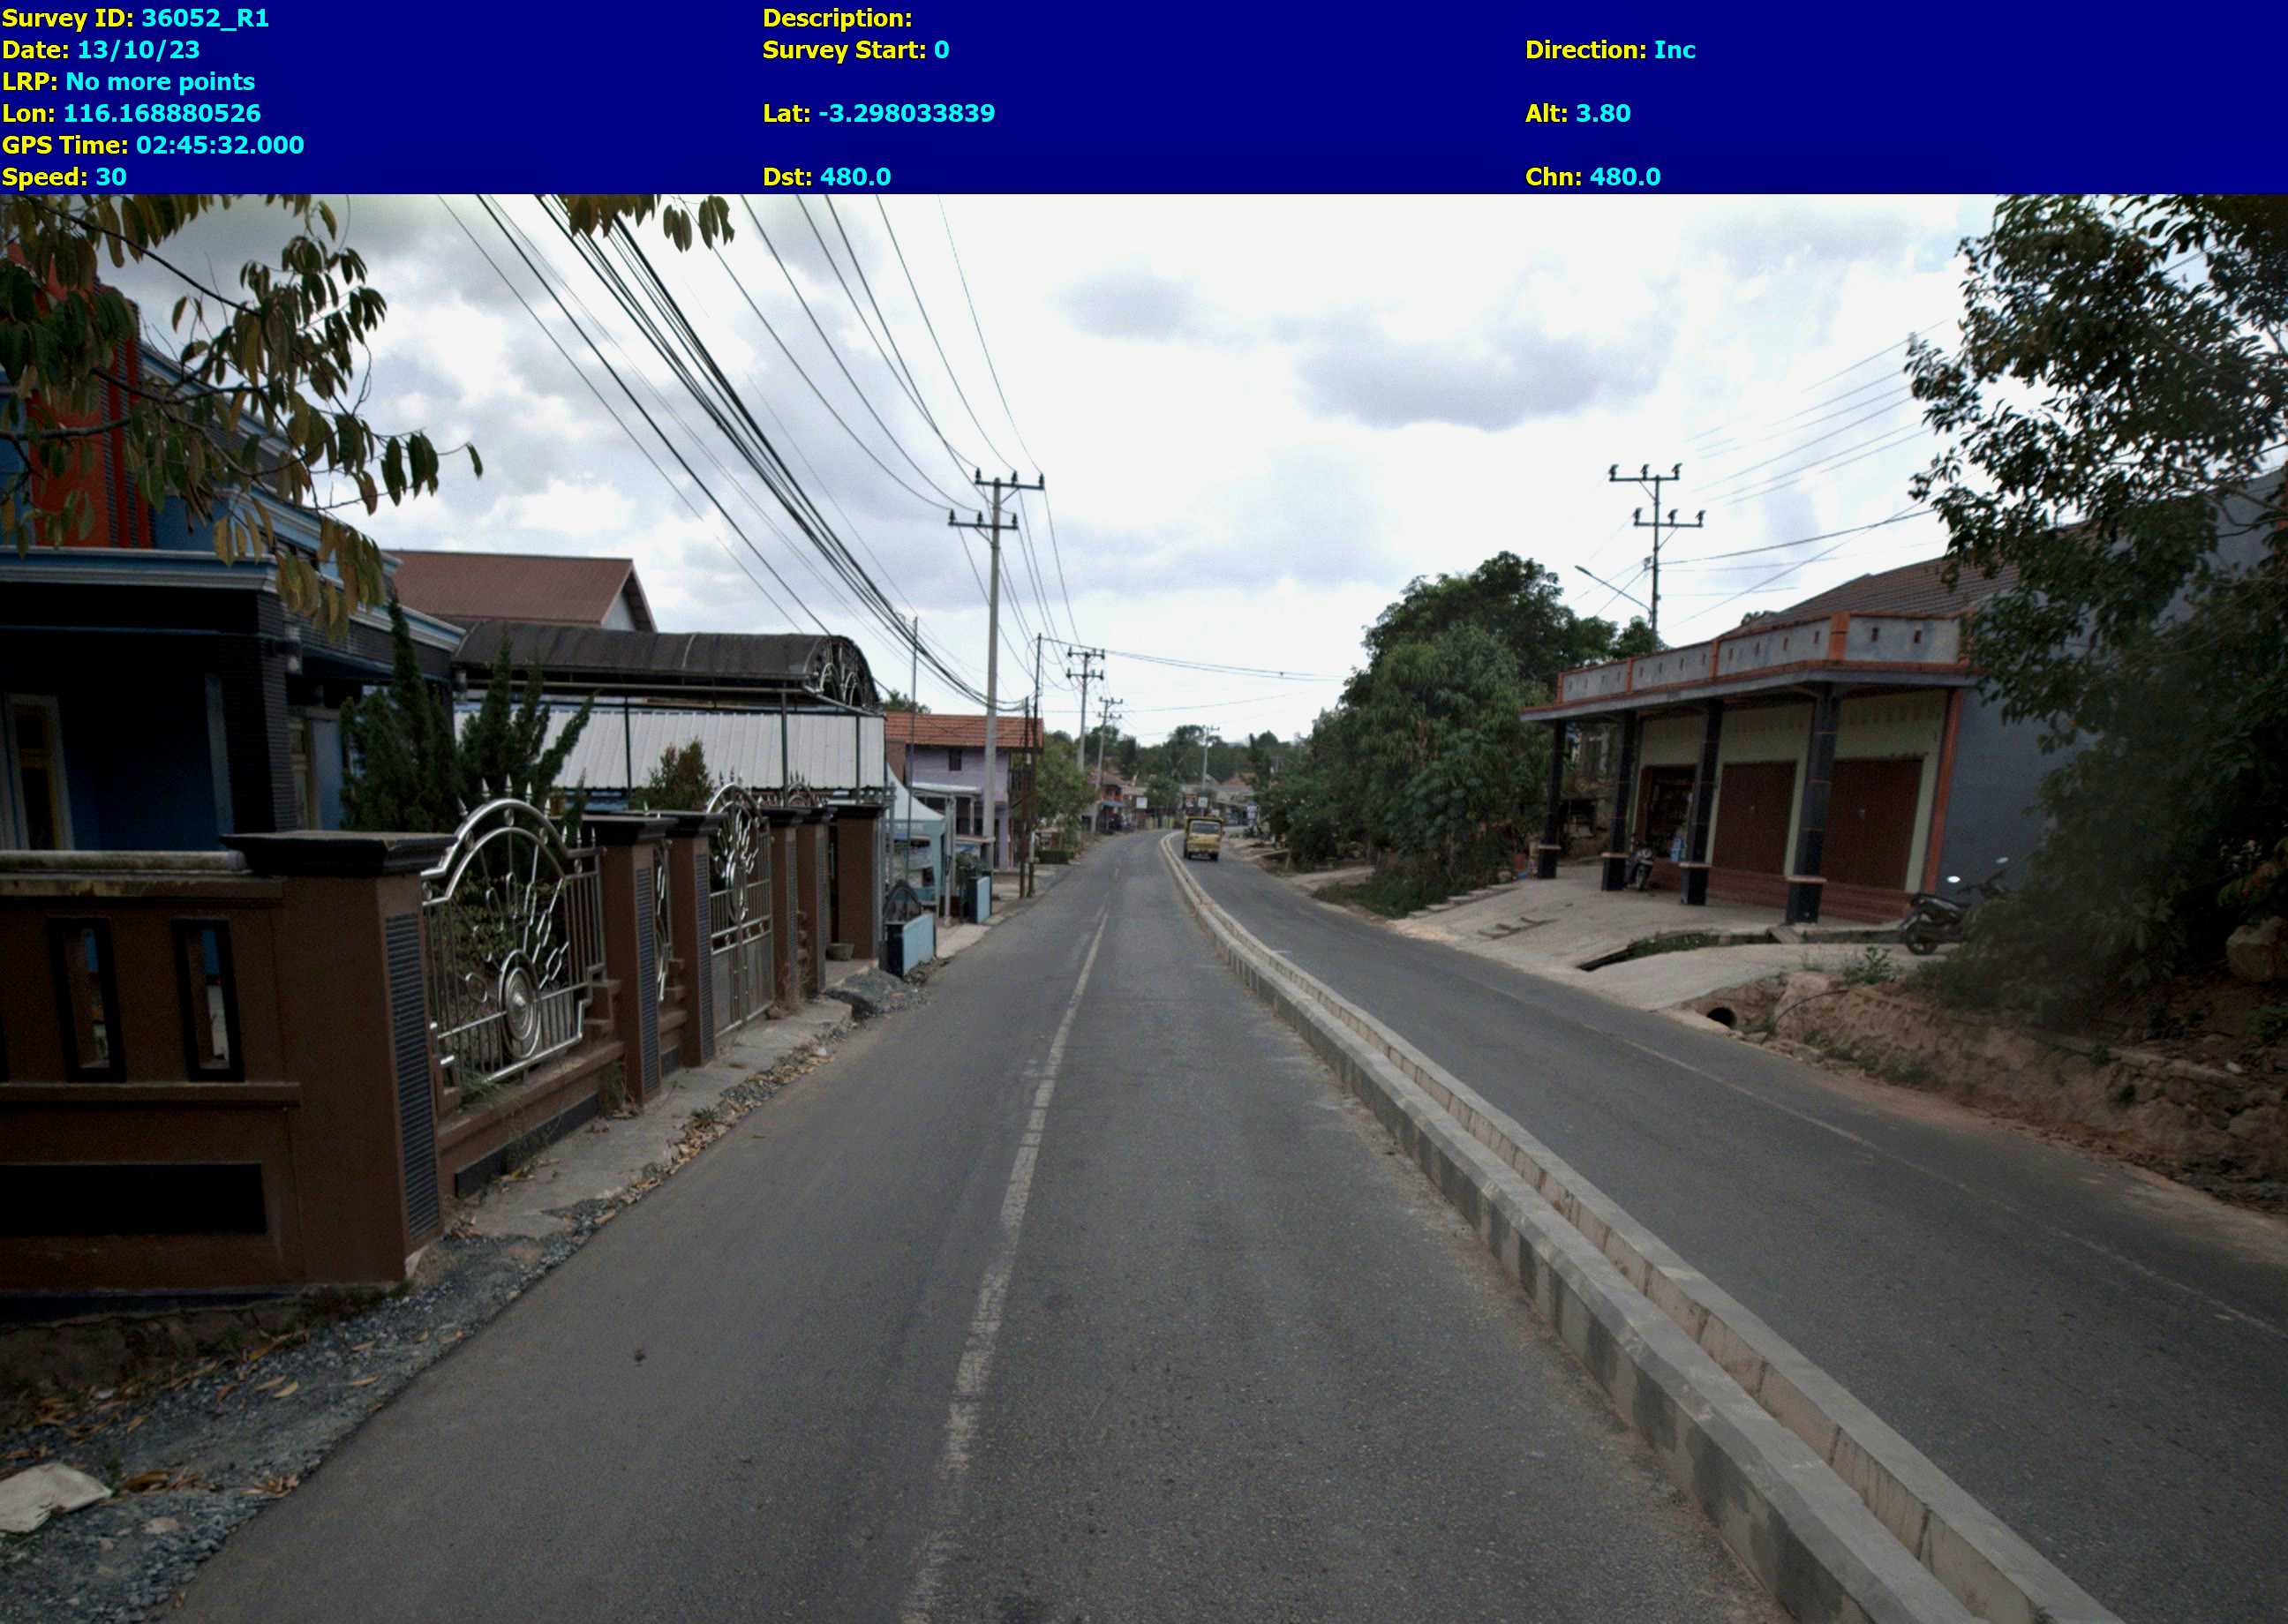 Survey ID: 36052_R1
Description:
Date: 13/10/23
Survey Start: 0
Direction: Inc
LRP: No more points
Lon: 116.168880526
Lat: -3.298033839
Alt: 3.80
GPS Time: 02:45:32.000
Speed: 30
Dst: 480.0
Chn: 480.0